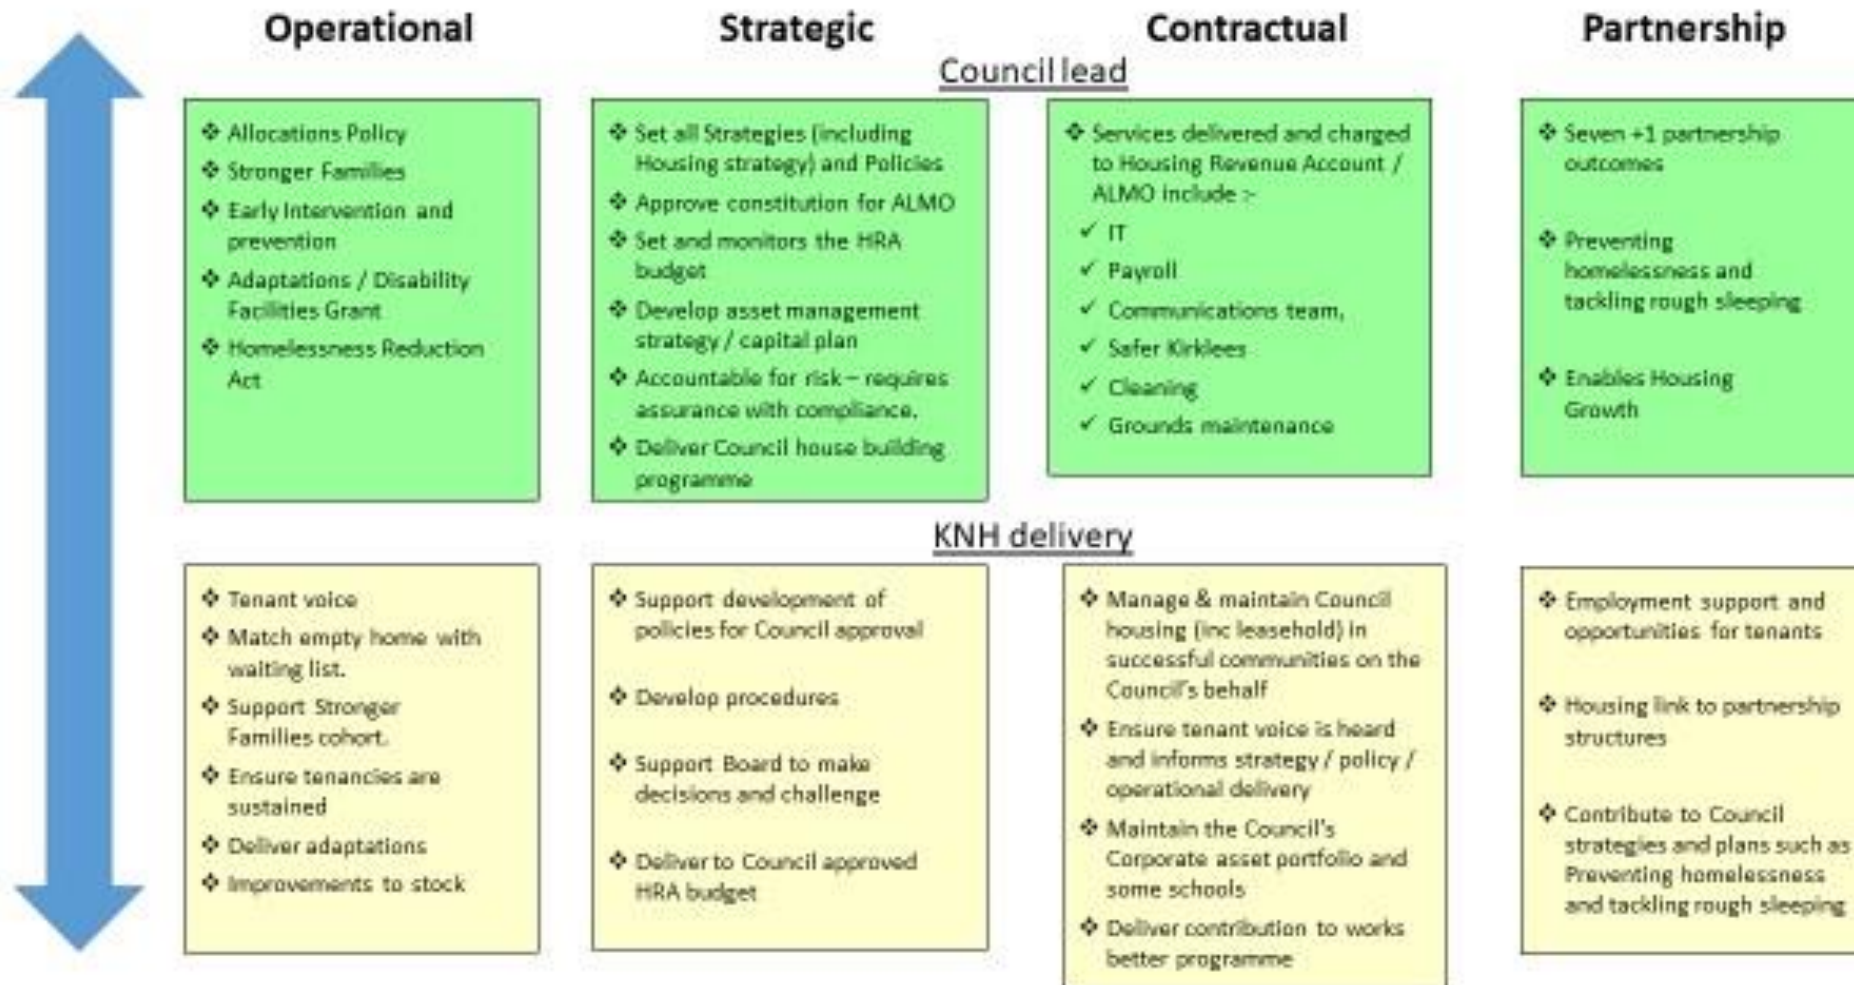 Operational
Strategic
Contractual
Partnership
Council lead
❖ Allocations Policy
❖ Stronger Families
❖ Early Intervention and
prevention
❖ Adaptations / Disability
Facilities Grant
❖ Homelessness Reduction
Act
❖ Set all Strategies (including
Housing strategy) and Policies
❖ Approve constitution for ALMO
❖ Set and monitors the HRA
budget
❖ Develop asset management
strategy / capital plan
❖ Accountable for risk – requires
assurance with compliance.
❖ Deliver Council house building
programme
❖ Services delivered and charged
to Housing Revenue Account /
ALMO include :-
✓ IT
✓ Payroll
✓ Communications team,
✓ Safer Kirklees
✓ Cleaning
✓ Grounds maintenance
❖ Seven +1 partnership
outcomes
❖ Preventing
homelessness and
tackling rough sleeping
❖ Enables Housing
Growth
KNH delivery
❖ Tenant voice
❖ Match empty home with
waiting list.
❖ Support Stronger
Families cohort.
❖ Ensure tenancies are
sustained
❖ Deliver adaptations
❖ Improvements to stock
❖ Support development of
policies for Council approval
❖ Develop procedures
❖ Support Board to make
decisions and challenge
❖ Deliver to Council approved
HRA budget
❖ Manage & maintain Council
housing (inc leasehold) in
successful communities on the
Council's behalf
❖ Ensure tenant voice is heard
and informs strategy / policy /
operational delivery
❖ Maintain the Council's
Corporate asset portfolio and
some schools
❖ Deliver contribution to works
better programme
❖ Employment support and
opportunities for tenants
❖ Housing link to partnership
structures
❖ Contribute to Council
strategies and plans such as
Preventing homelessness
and tackling rough sleeping